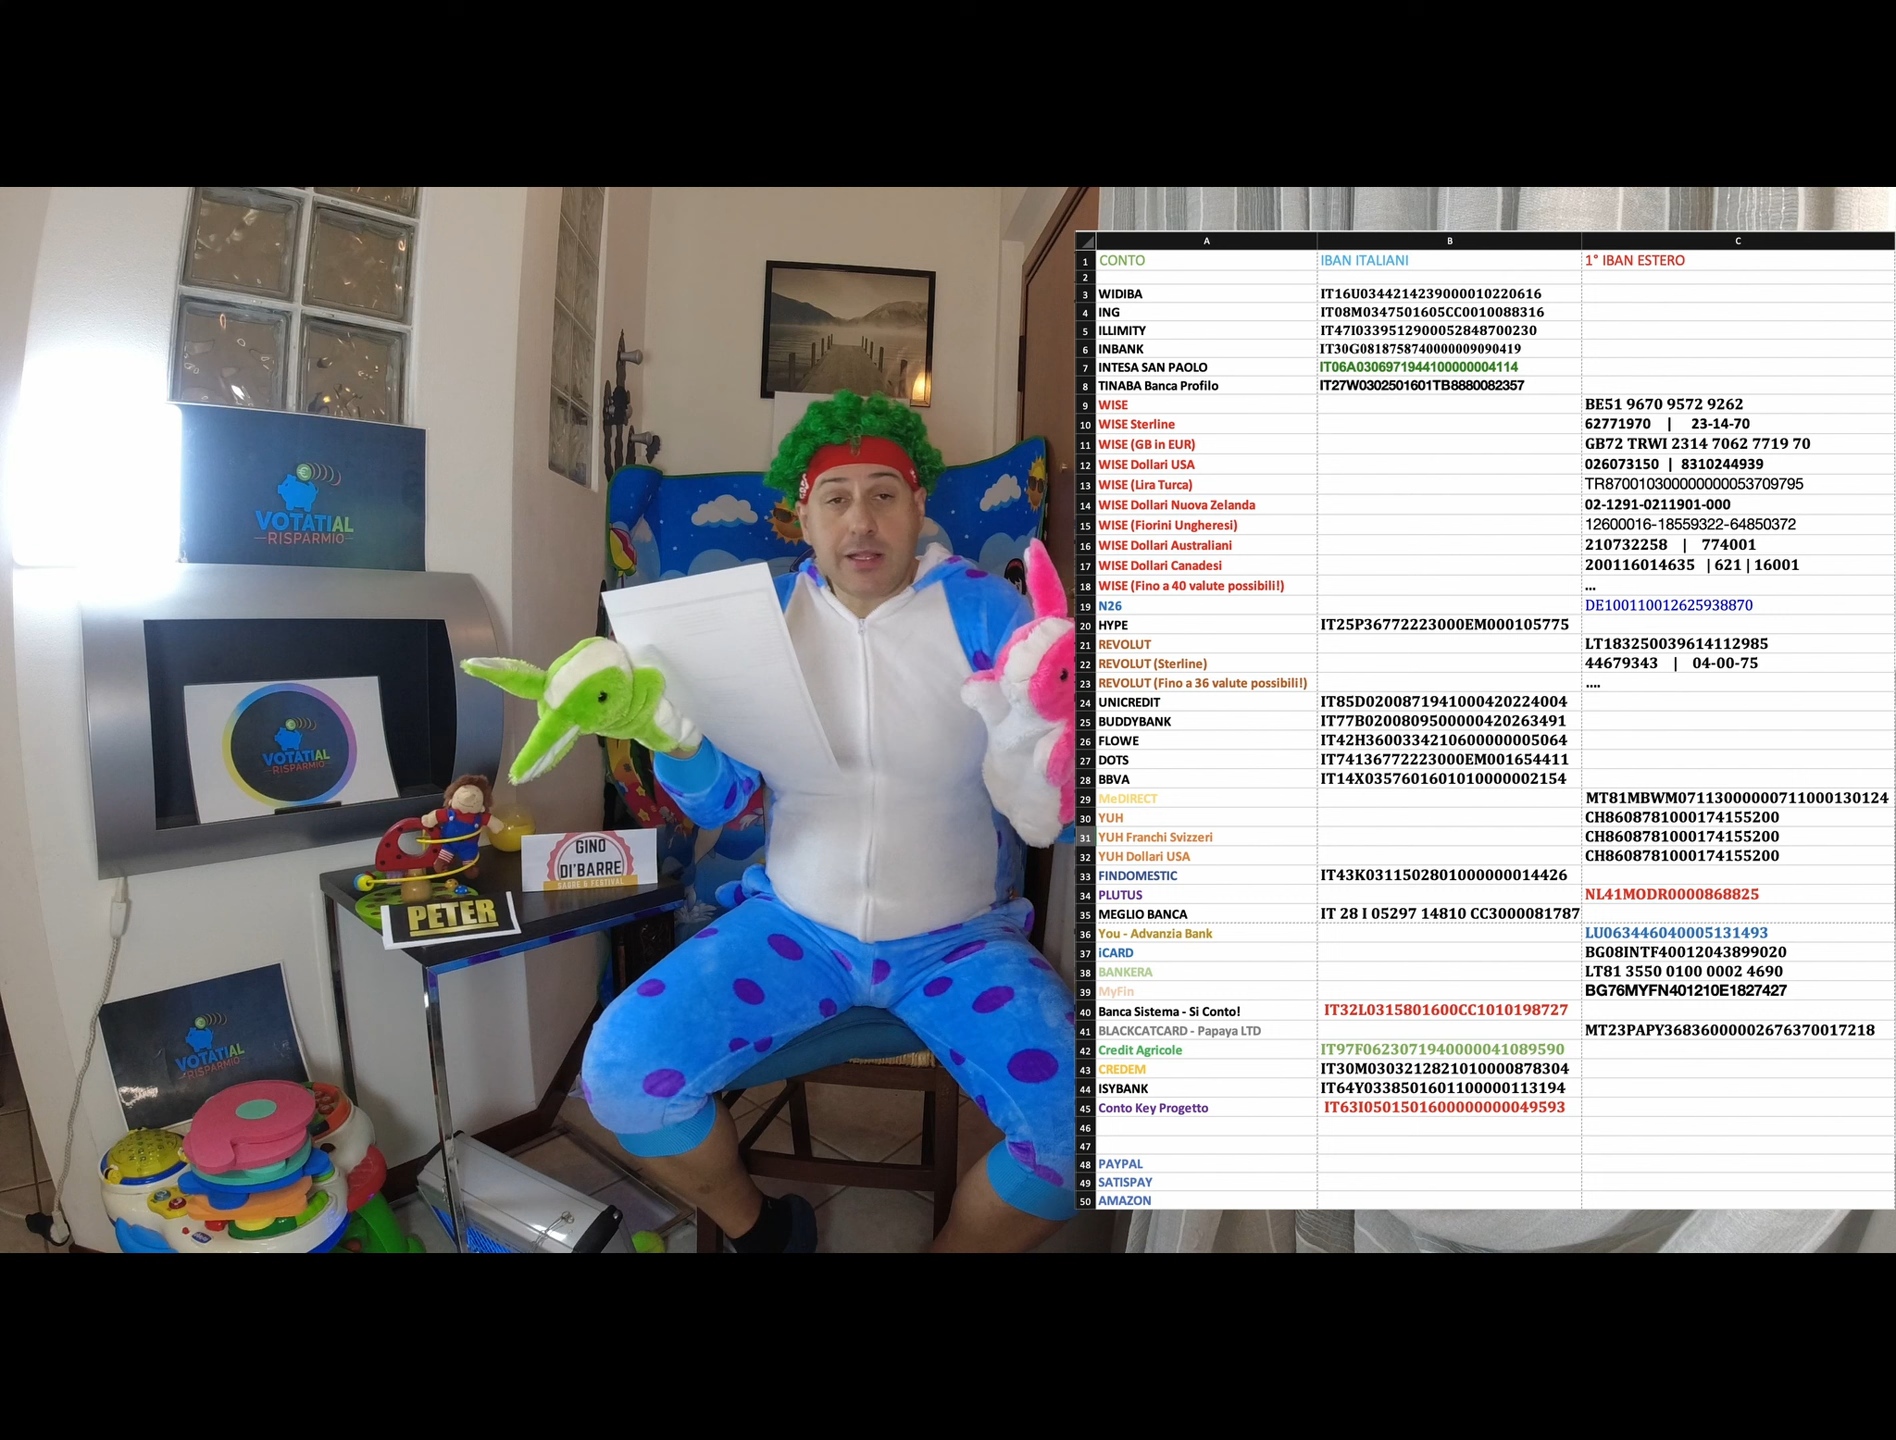 VOTATIAL
RISPARMIO
VOTATIAL
RISPARMIO
GINO
DI'BARRE
SAGRE & FESTIVAL
PETER
VOTATIAL
RISPARMIO
A B C
1 CONTO IBAN ITALIANI 1° IBAN ESTERO
2
3 WIDIBA IT16U0344214239000010220616
4 ING IT08M0347501605CC0010088316
5 ILLIMITY IT47I0339512900052848700230
6 INBANK IT30G0818758740000009090419
7 INTESA SAN PAOLO IT06A0306971944100000004114
8 TINABA Banca Profilo IT27W0302501601TB8880082357
9 WISE BE51 9670 9572 9262
10 WISE Sterline 62771970 | 23-14-70
11 WISE (GB in EUR) GB72 TRWI 2314 7062 7719 70
12 WISE Dollari USA 026073150 | 8310244939
13 WISE (Lira Turca) TR870010300000000053709795
14 WISE Dollari Nuova Zelanda 02-1291-0211901-000
15 WISE (Fiorini Ungheresi) 12600016-18559322-64850372
16 WISE Dollari Australiani 210732258 | 774001
17 WISE Dollari Canadesi 200116014635 | 621 | 16001
18 WISE (Fino a 40 valute possibili!) ...
19 N26 DE100110012625938870
20 HYPE IT25P36772223000EM000105775
21 REVOLUT LT183250039614112985
22 REVOLUT (Sterline) 44679343 | 04-00-75
23 REVOLUT (Fino a 36 valute possibili!) ....
24 UNICREDIT IT85D0200871941000420224004
25 BUDDYBANK IT77B0200809500000420263491
26 FLOWE IT42H3600334210600000005064
27 DOTS IT74136772223000EM001654411
28 BBVA IT14X0357601601010000002154
29 MeDIRECT MT81MBWM07113000000711000130124
30 YUH CH8608781000174155200
31 YUH Franchi Svizzeri CH8608781000174155200
32 YUH Dollari USA CH8608781000174155200
33 FINDOMESTIC IT43K0311502801000000014426
34 PLUTUS NL41MODR0000868825
35 MEGLIO BANCA IT 28 I 05297 14810 CC3000081787
36 You - Advanzia Bank LU063446040005131493
37 iCARD BG08INTF40012043899020
38 BANKERA LT81 3550 0100 0002 4690
39 MyFin BG76MYFN401210E1827427
40 Banca Sistema - Si Conto! IT32L0315801600CC1010198727
41 BLACKCATCARD - Papaya LTD MT23PAPY36836000002676370017218
42 Credit Agricole IT97F0623071940000041089590
43 CREDEM IT30M0303212821010000878304
44 ISYBANK IT64Y0338501601100000113194
45 Conto Key Progetto IT63I0501501600000000049593
46
47
48 PAYPAL
49 SATISPAY
50 AMAZON